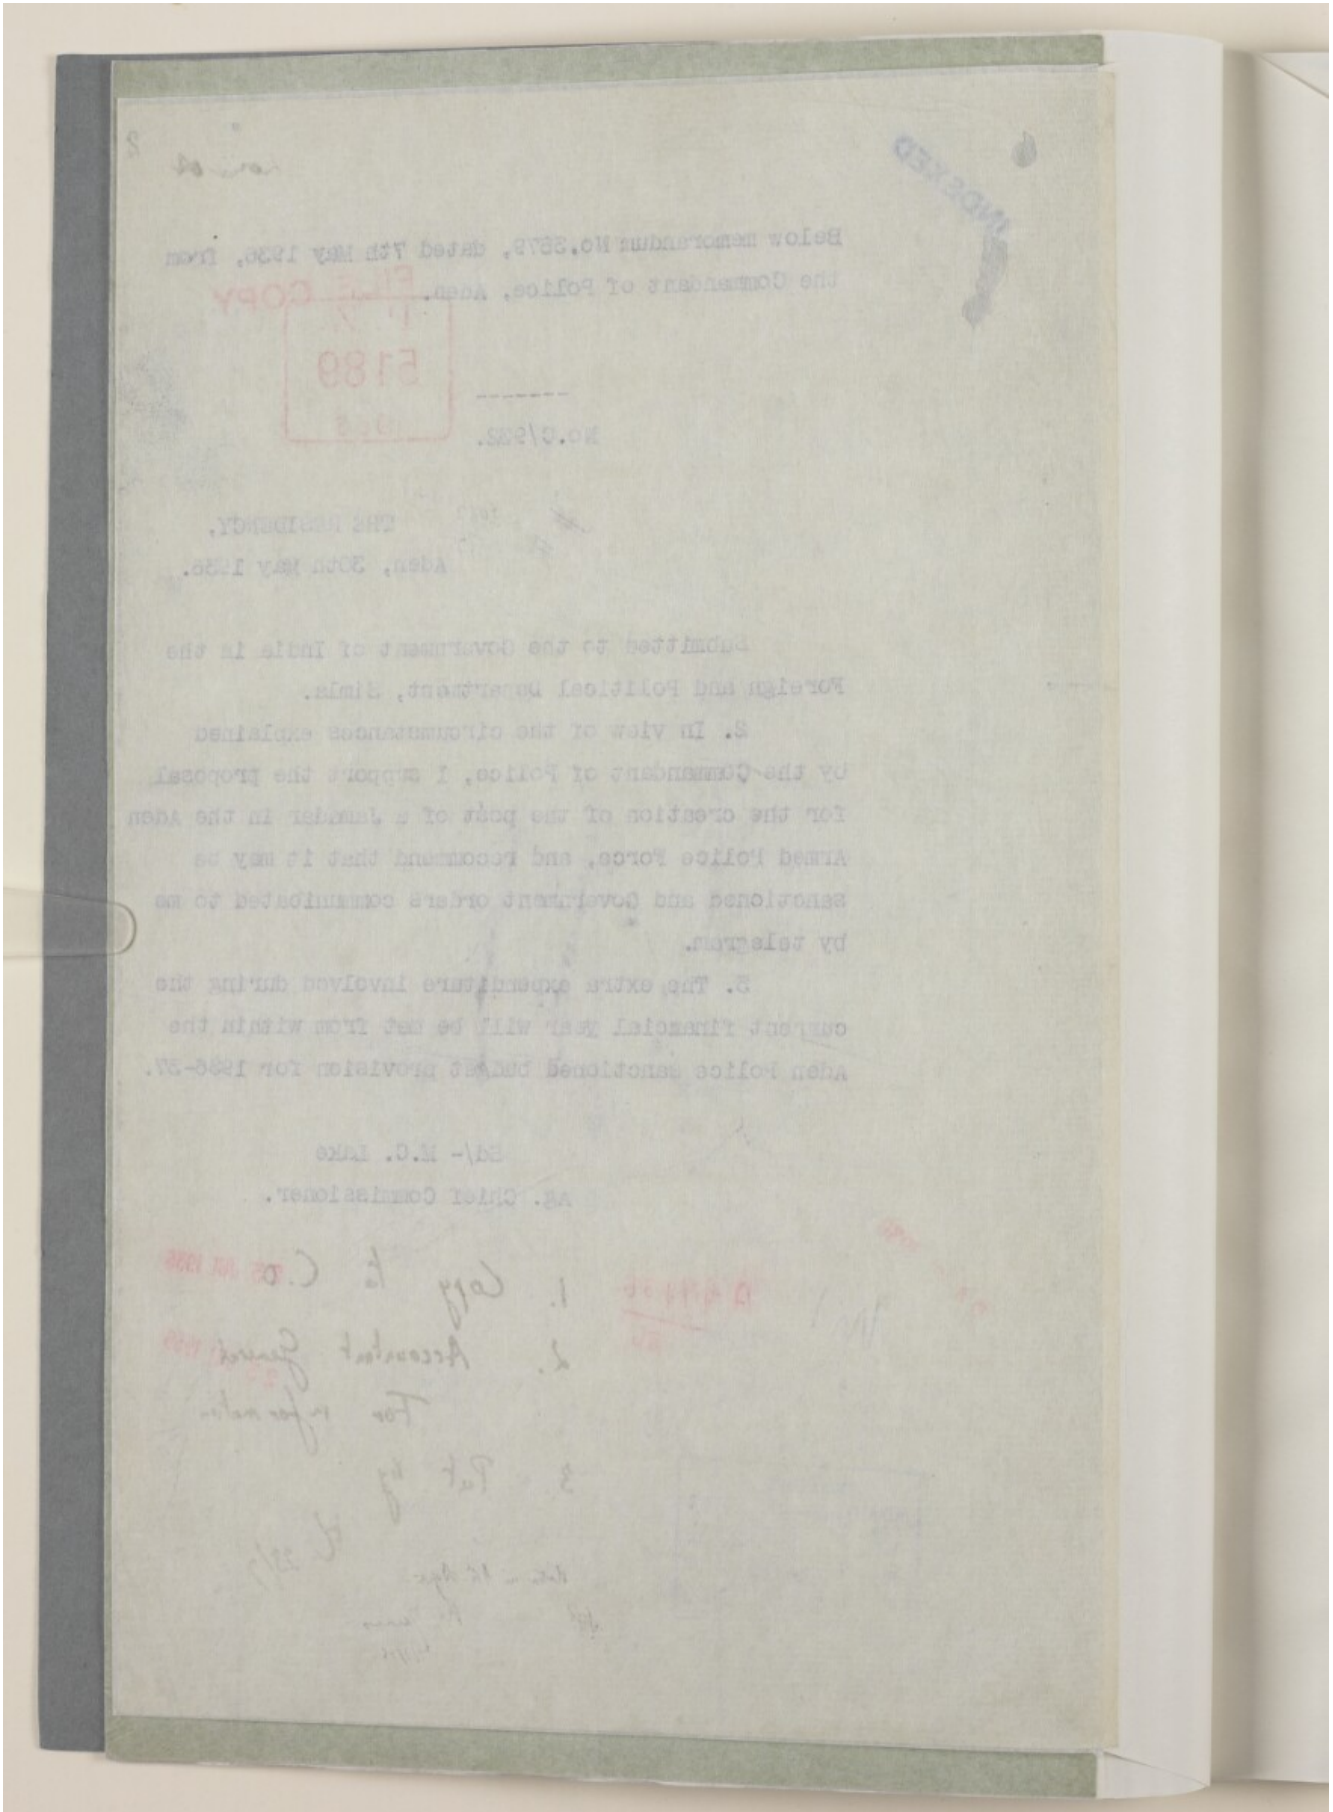 INDEXED
2
Below memorandum No.3879, dated 7th May 1936, from
the Commandant of Police, Aden.
FILE COPY
P Z
5189
No.C/922.
THE RESIDENCY,
Aden, 30th May 1936.
Submitted to the Government of India in the
Foreign and Political Department, Simla.
2. In view of the circumstances explained
by the Commandant of Police, I support the proposal
for the creation of the post of a Jamadar in the Aden
Armed Police Force, and recommend that it may be
sanctioned and Government orders communicated to me
by telegram.
3. The extra expenditure involved during the
current financial year will be met from within the
Aden Police sanctioned budget provision for 1936-37.
Sd/- M.C. Lake
Ag. Chief Commissioner.
1. Copy to C.O.
2. Accountant General
For information
3. Put by